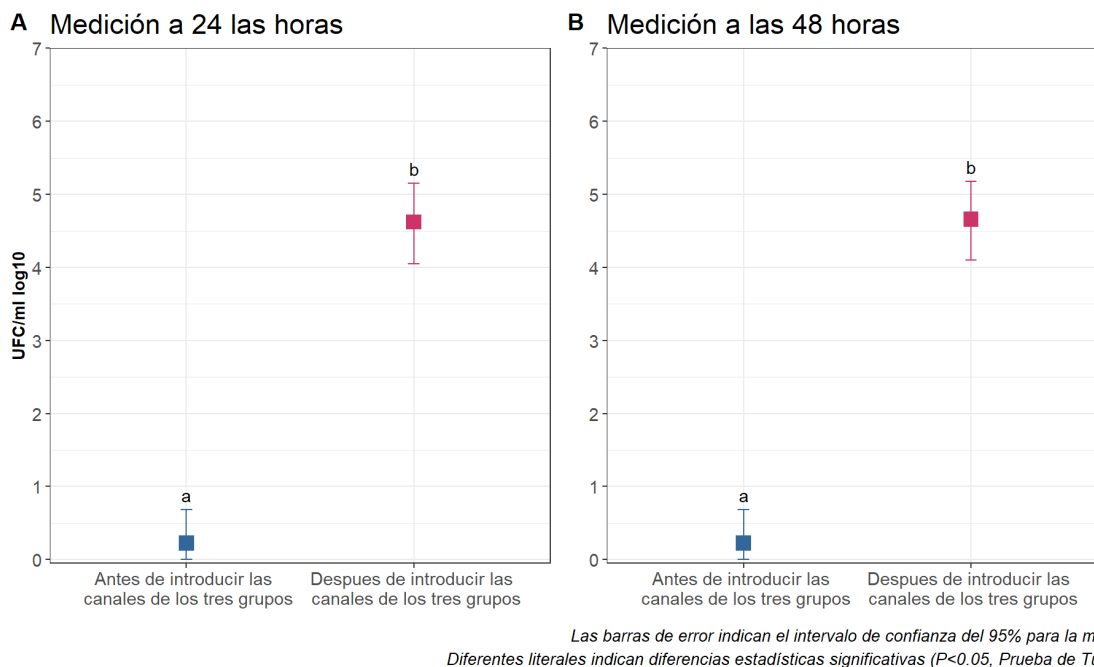 A Medición a 24 las horas
7
6
5
4
3
2
1
0
UFC/ml log10
a
b
Antes de introducir las
canales de los tres grupos
Despues de introducir las
canales de los tres grupos
B Medición a las 48 horas
7
6
5
4
3
2
1
0
a
b
Antes de introducir las
canales de los tres grupos
Despues de introducir las
canales de los tres grupos
Las barras de error indican el intervalo de confianza del 95% para la
Diferentes literales indican diferencias estadísticas significativas (P<0.05, Prueba de